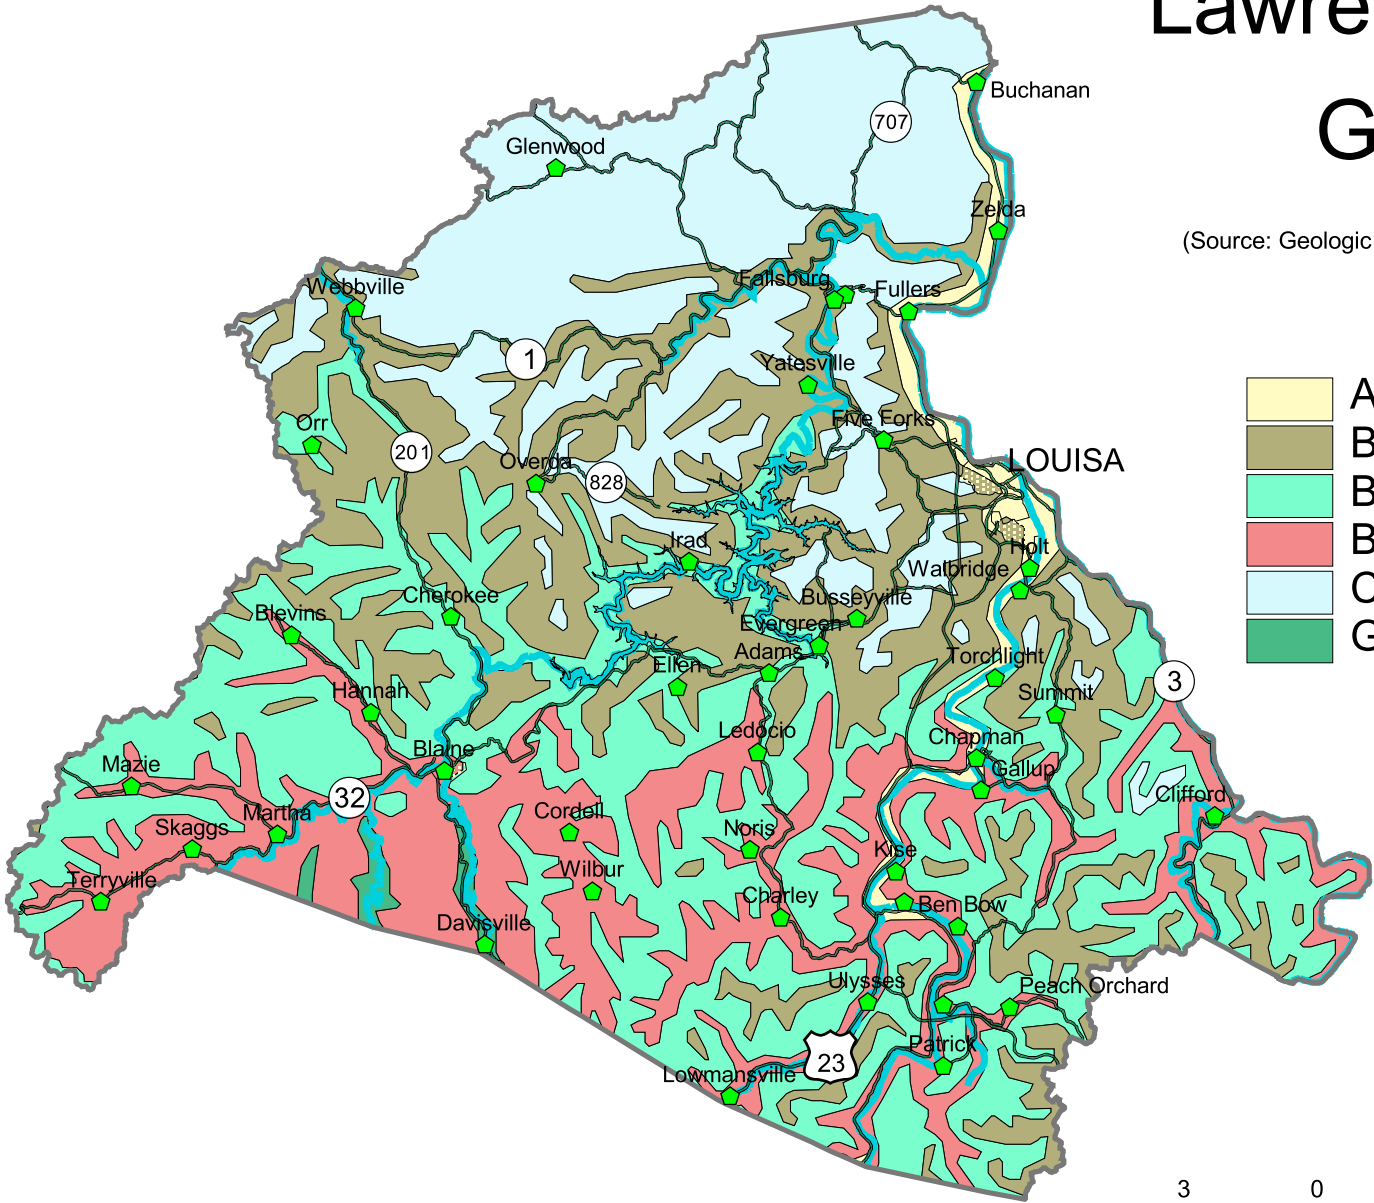 Lawre
G
(Source: Geologic
Buchanan
707
Glenwood
Zelda
Webbville
Fallsburg
Fullers
1
Yatesville
Five Forks
Orr
201
Overda
828
LOUISA
Irad
Holt
Walbridge
Cherokee
Busseyville
Blevins
Evergreen
Adams
Ellen
Torchlight
Hannah
Summit
3
Ledocio
Chapman
Blaine
Gallup
Mazie
32
Clifford
Martha
Cordell
Skaggs
Noris
Kise
Wilbur
Terryville
Charley
Ben Bow
Davisville
Ulysses
Peach Orchard
Patrick
23
Lowmansville
A
B
B
B
C
G
3 0